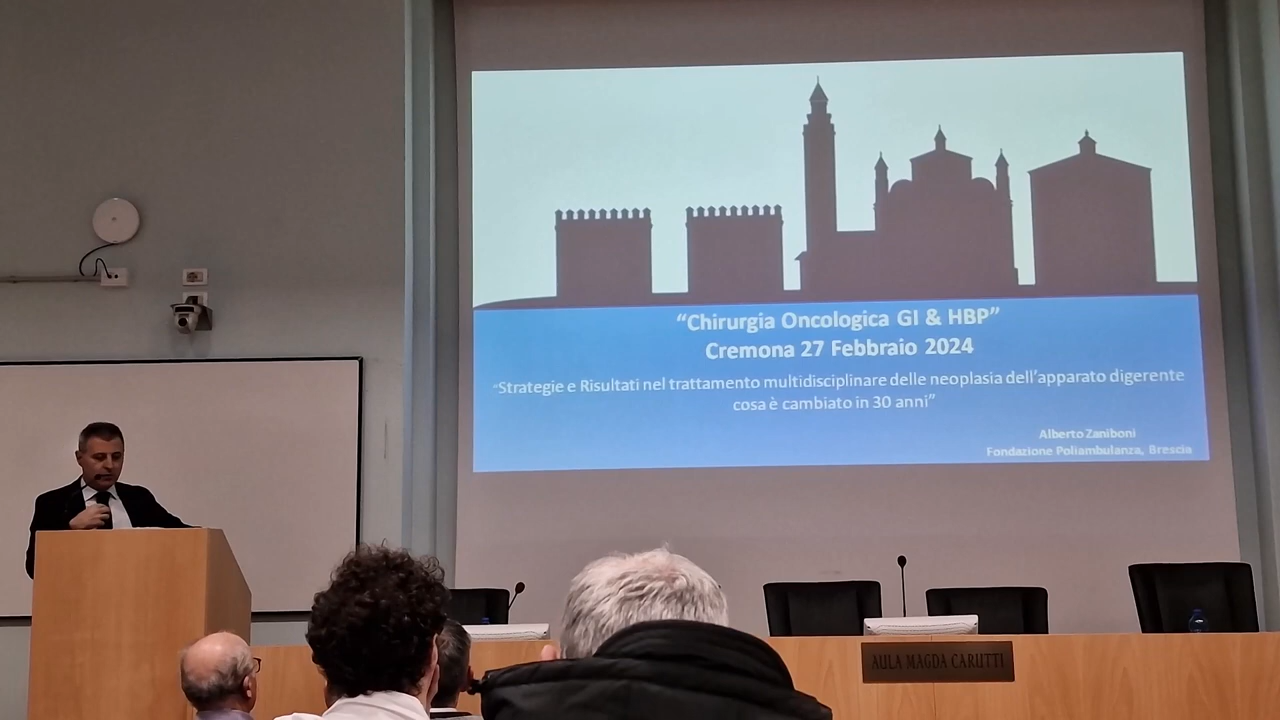 “Chirurgia Oncologica GI & HBP”
Cremona 27 Febbraio 2024
“Strategie e Risultati nel trattamento multidisciplinare delle neoplasia dell’apparato digerente
cosa è cambiato in 30 anni”
Alberto Zaniboni
Fondazione Poliambulanza, Brescia
AULA MAGDA CARUTTI